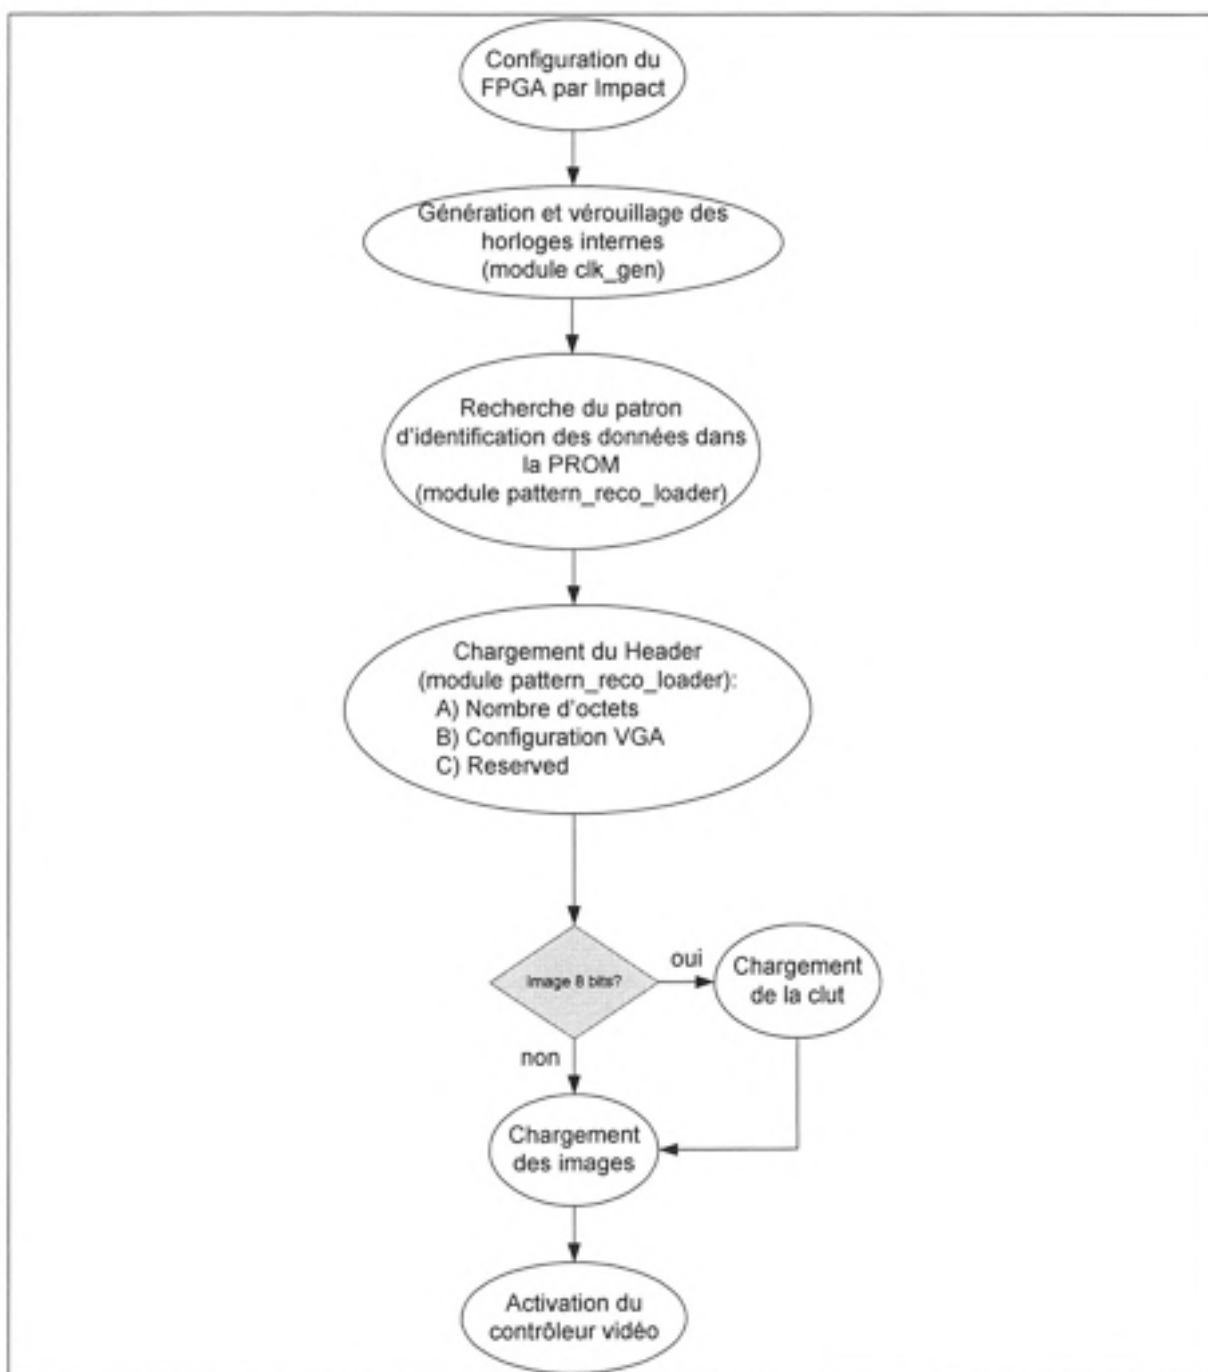 Configuration du
FPGA par Impact
Génération et vérouillage des
horloges internes
(module clk_gen)
Recherche du patron
d'identification des données dans
la PROM
(module pattern_reco_loader)
Chargement du Header
(module pattern_reco_loader):
A) Nombre d'octets
B) Configuration VGA
C) Reserved
Image 8 bits?
oui
Chargement
de la clut
non
Chargement
des images
Activation du
contrôleur vidéo